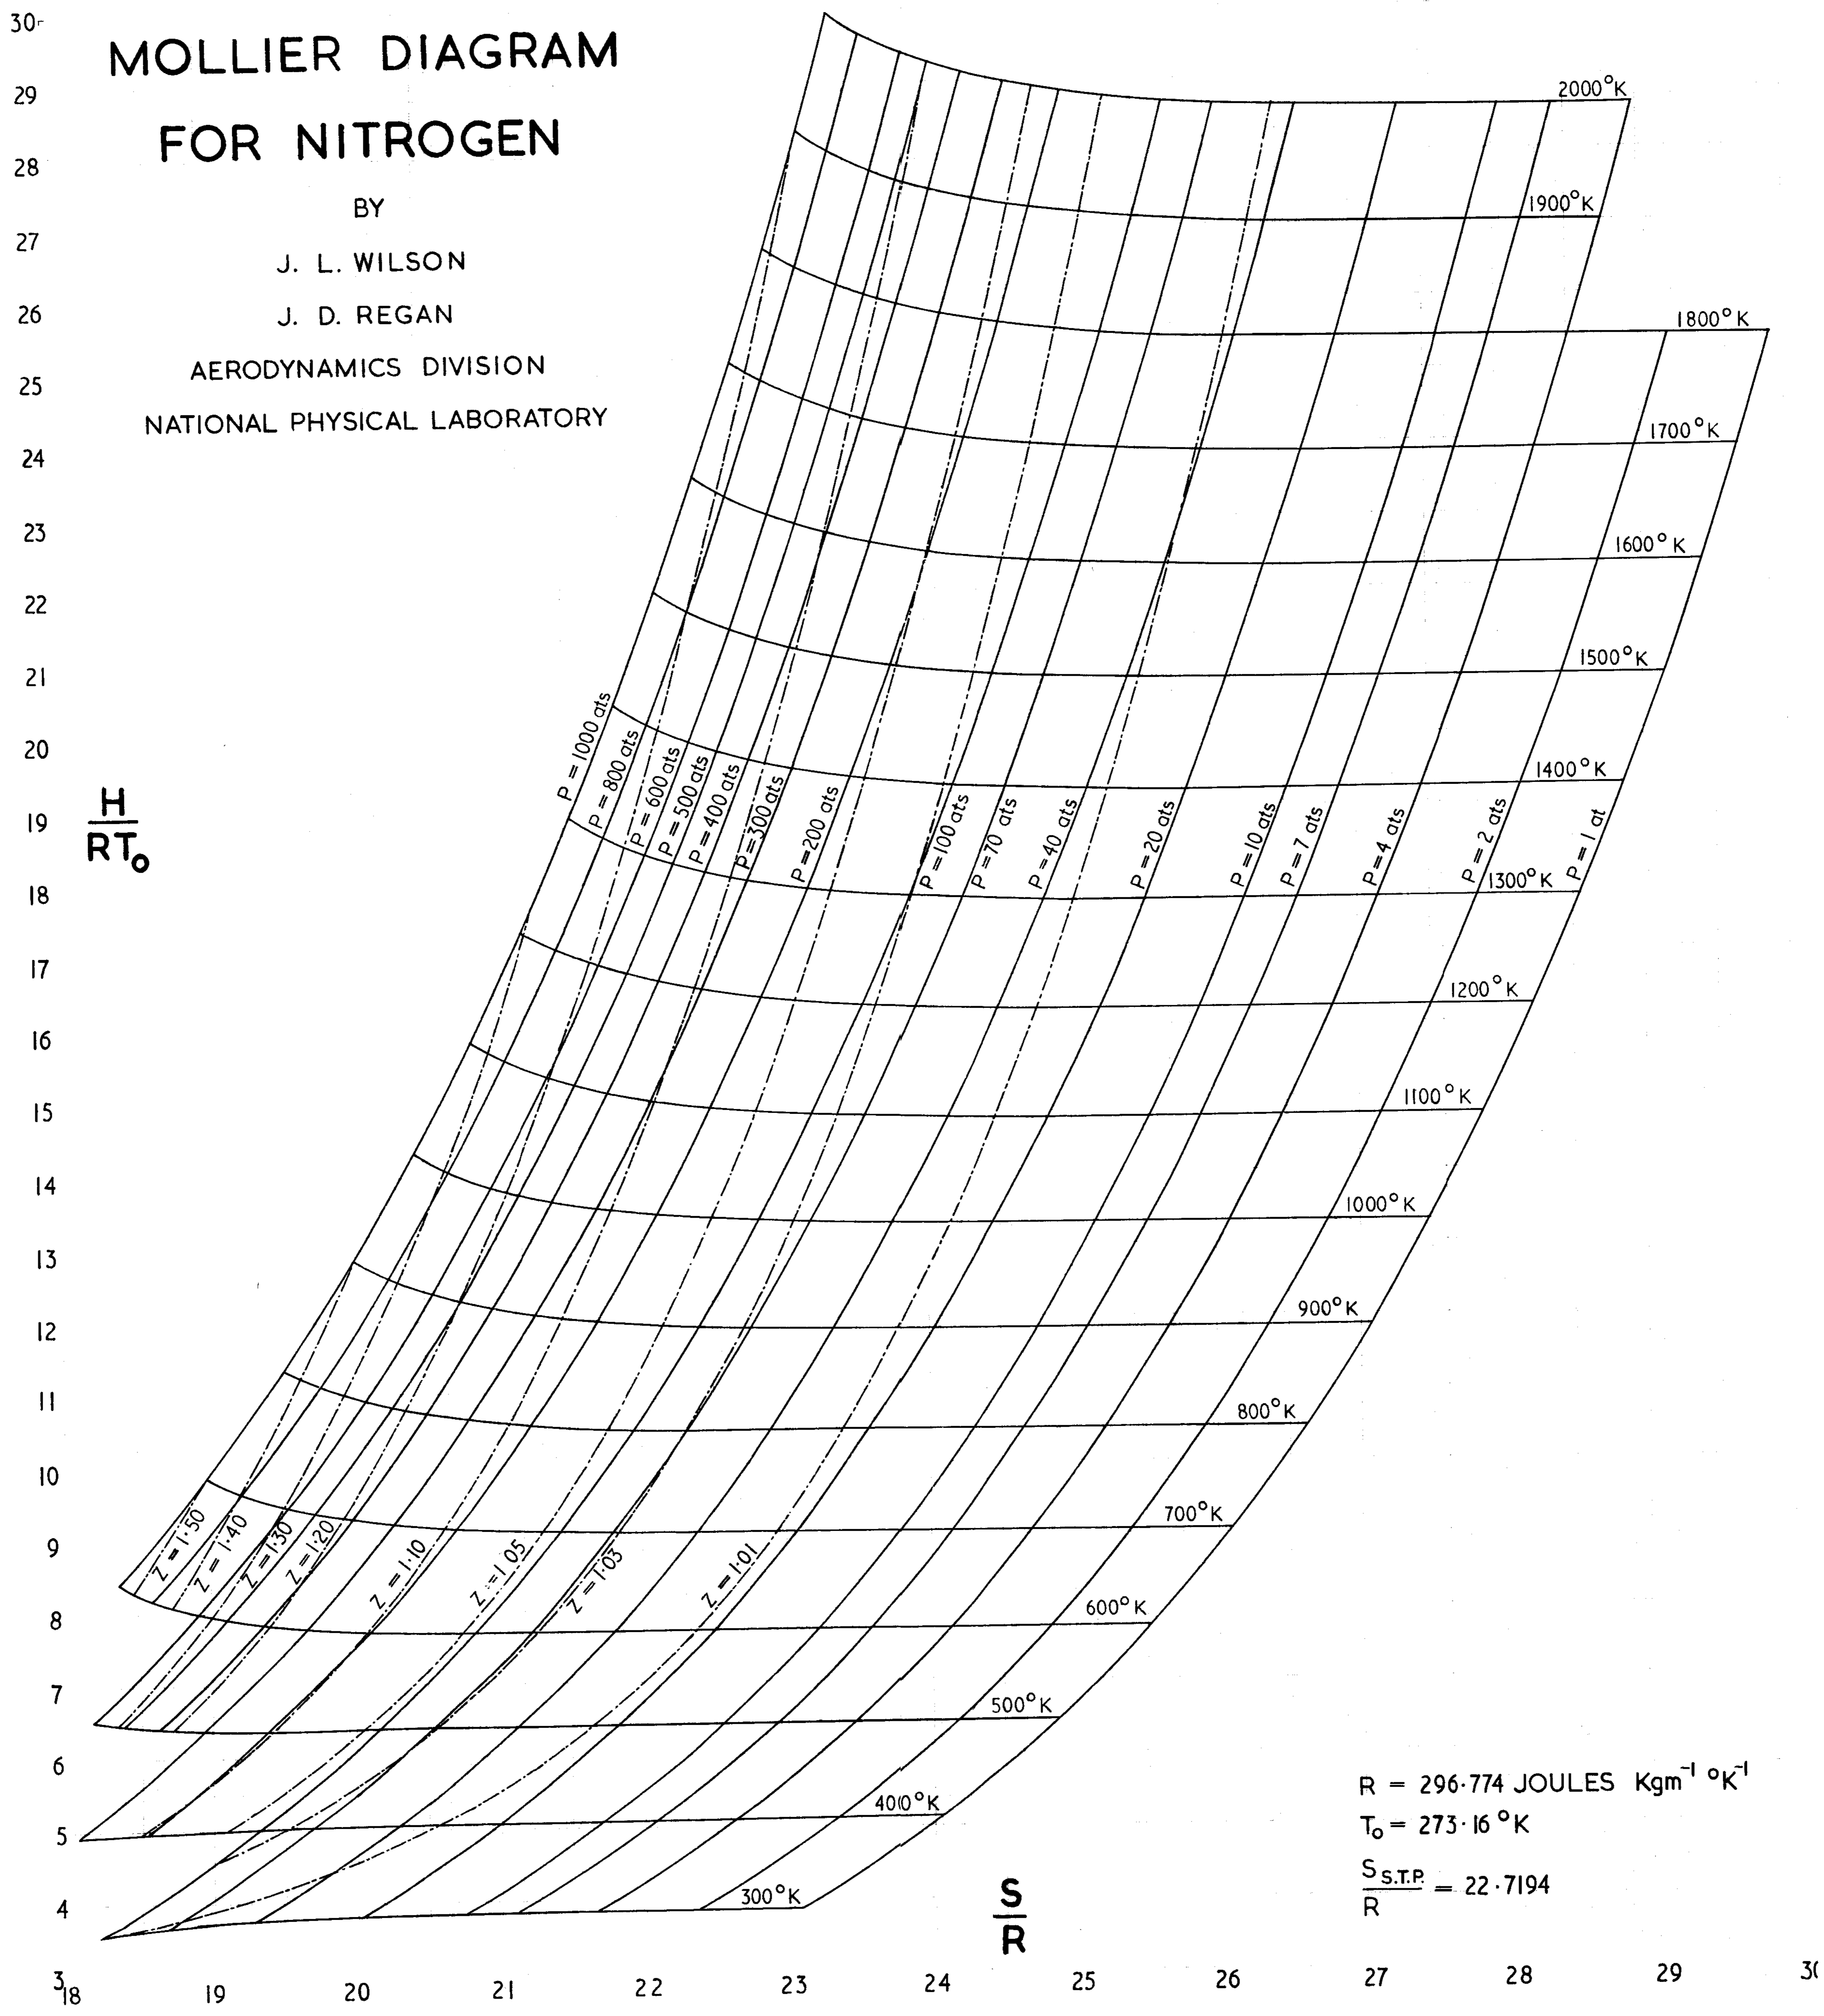 MOLLIER DIAGRAM
FOR NITROGEN
BY
J. L. WILSON
J. D. REGAN
AERODYNAMICS DIVISION
NATIONAL PHYSICAL LABORATORY
30
29
28
27
26
25
24
23
22
21
20
19
18
17
16
15
14
13
12
11
10
9
8
7
6
5
4
3
H
RT₀
2000°K
1900°K
1800°K
1700°K
1600°K
1500°K
1400°K
1300°K
1200°K
1100°K
1000°K
900°K
800°K
700°K
600°K
500°K
400°K
300°K
P = 1000 ats
P = 800 ats
P = 600 ats
P = 500 ats
P = 400 ats
P = 300 ats
P = 200 ats
P = 100 ats
P = 70 ats
P = 40 ats
P = 20 ats
P = 10 ats
P = 7 ats
P = 4 ats
P = 2 ats
P = 1 at
Z = 1·50
Z = 1·40
Z = 1·30
Z = 1·20
Z = 1·10
Z = 1·05
Z = 1·03
Z = 1·01
R = 296·774 JOULES Kgm⁻¹ °K⁻¹
T₀ = 273·16 °K
S S.T.P.
R
= 22·7194
S
R
18 19 20 21 22 23 24 25 26 27 28 29